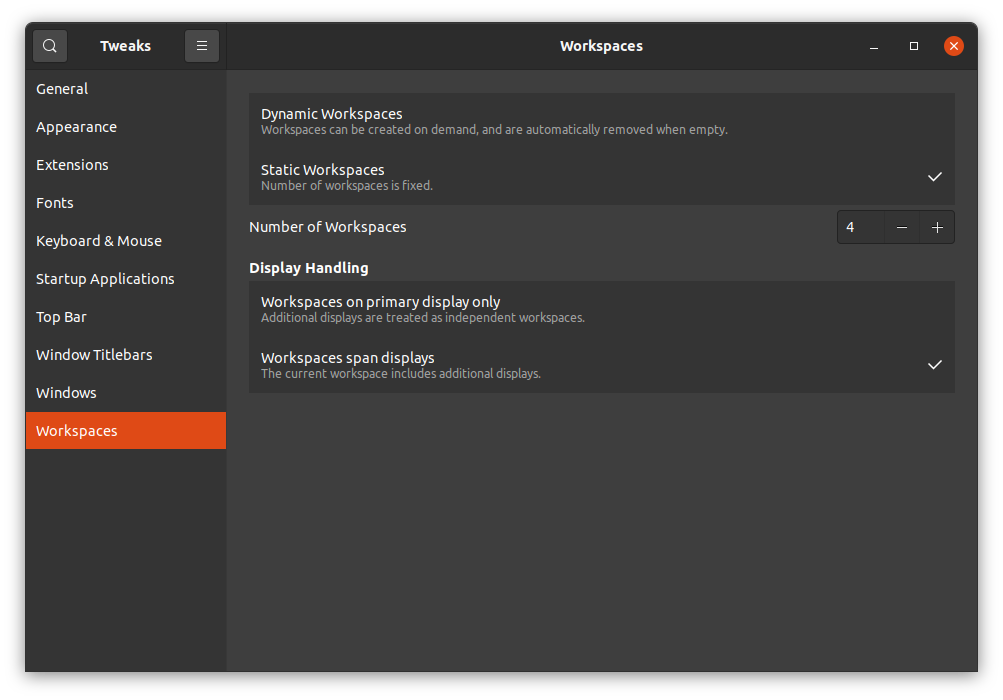 Tweaks
Workspaces
General
Appearance
Extensions
Fonts
Keyboard & Mouse
Startup Applications
Top Bar
Window Titlebars
Windows
Workspaces
Dynamic Workspaces
Workspaces can be created on demand, and are automatically removed when empty.
Static Workspaces
Number of workspaces is fixed.
Number of Workspaces 4
Display Handling
Workspaces on primary display only
Additional displays are treated as independent workspaces.
Workspaces span displays
The current workspace includes additional displays.